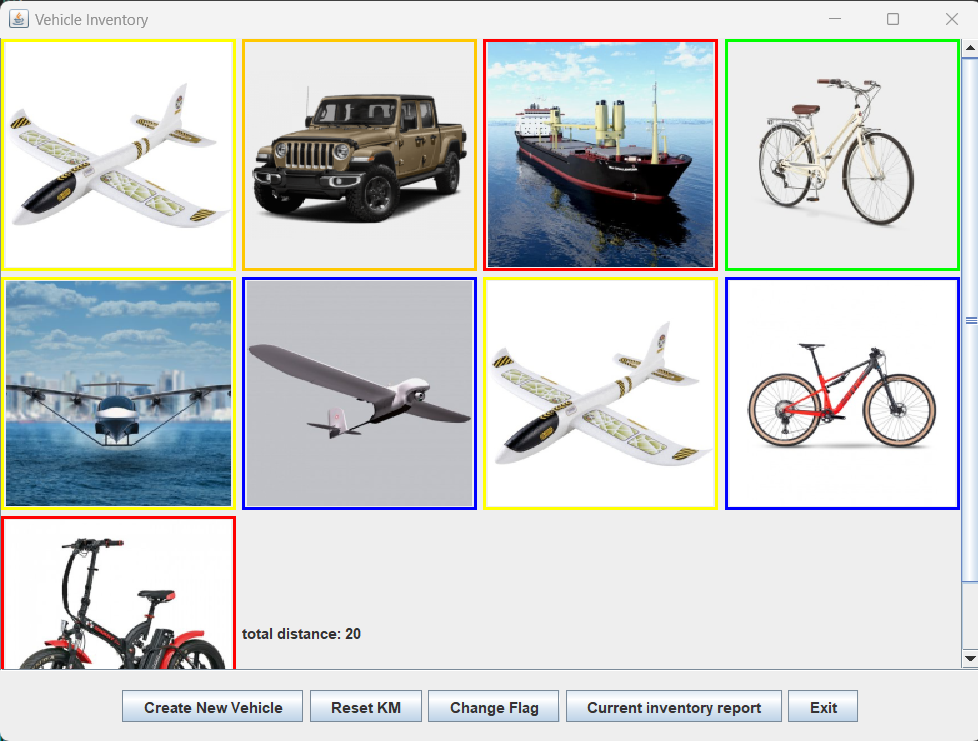 Vehicle Inventory
total distance: 20
Create New Vehicle
Reset KM
Change Flag
Current inventory report
Exit